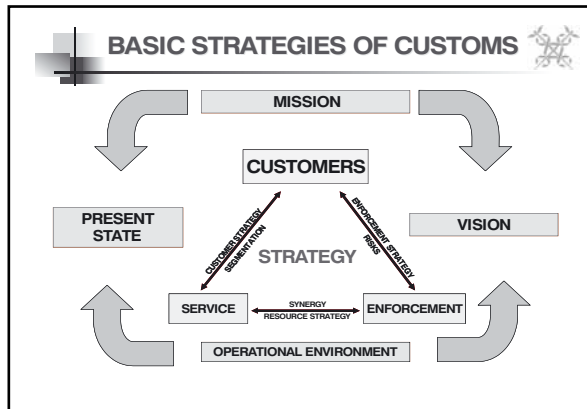 BASIC STRATEGIES OF CUSTOMS
MISSION
CUSTOMERS
PRESENT
STATE
VISION
CUSTOMER STRATEGY
SEGMENTATION
ENFORCEMENT STRATEGY
RISKS
STRATEGY
SERVICE
SYNERGY
RESOURCE STRATEGY
ENFORCEMENT
OPERATIONAL ENVIRONMENT